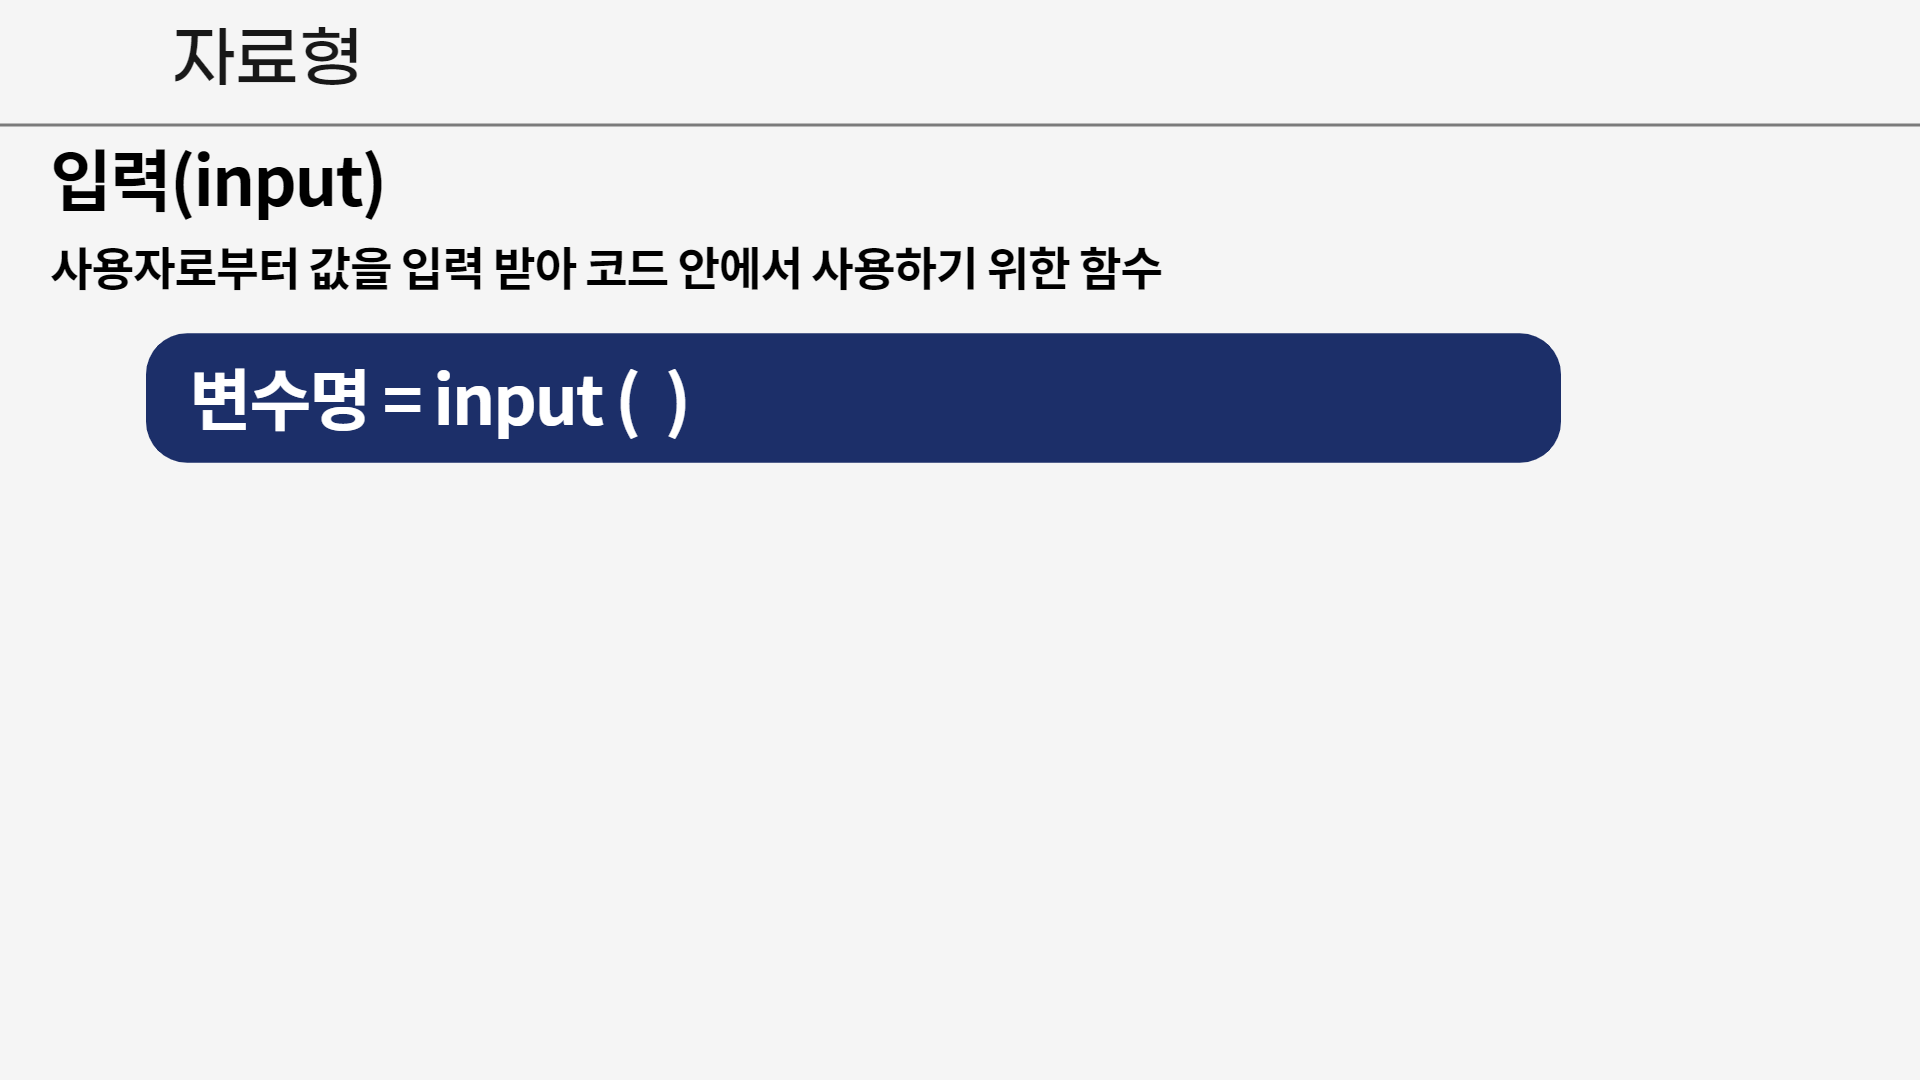 자료형
입력(input)
사용자로부터 값을 입력 받아 코드 안에서 사용하기 위한 함수
변수명 = input ( )